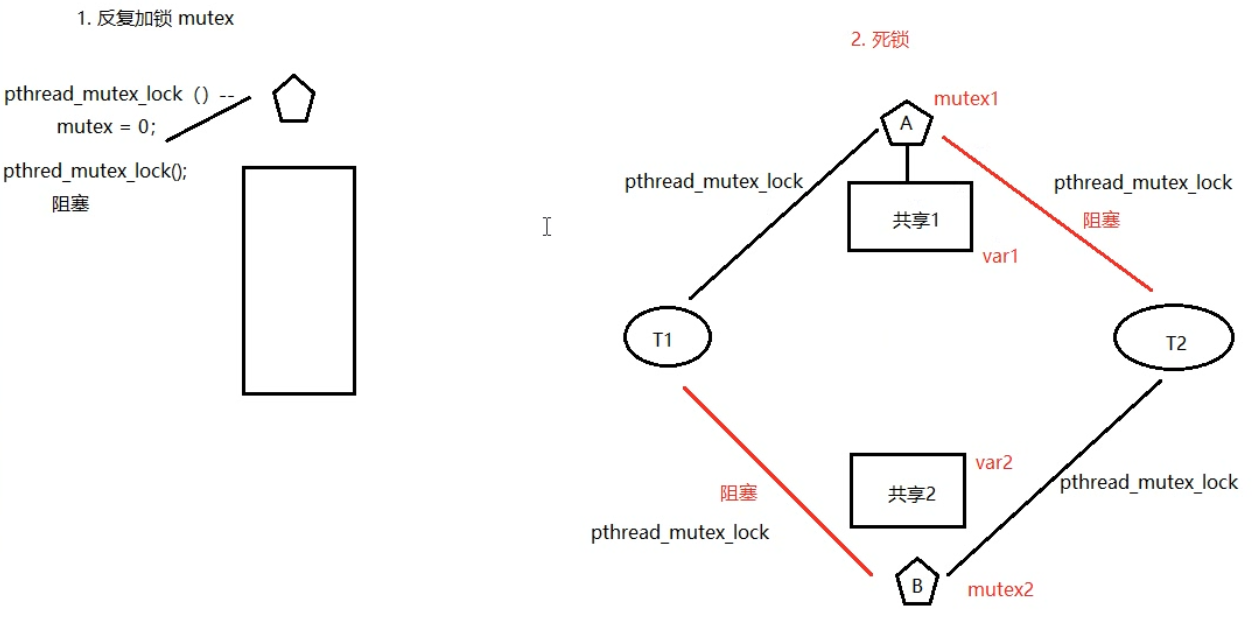 1. 反复加锁 mutex
pthread_mutex_lock（）--
mutex = 0;
pthred_mutex_lock();
阻塞
2. 死锁
A
mutex1
pthread_mutex_lock
pthread_mutex_lock
阻塞
共享1
var1
T1
T2
var2
共享2
阻塞
pthread_mutex_lock
pthread_mutex_lock
B
mutex2